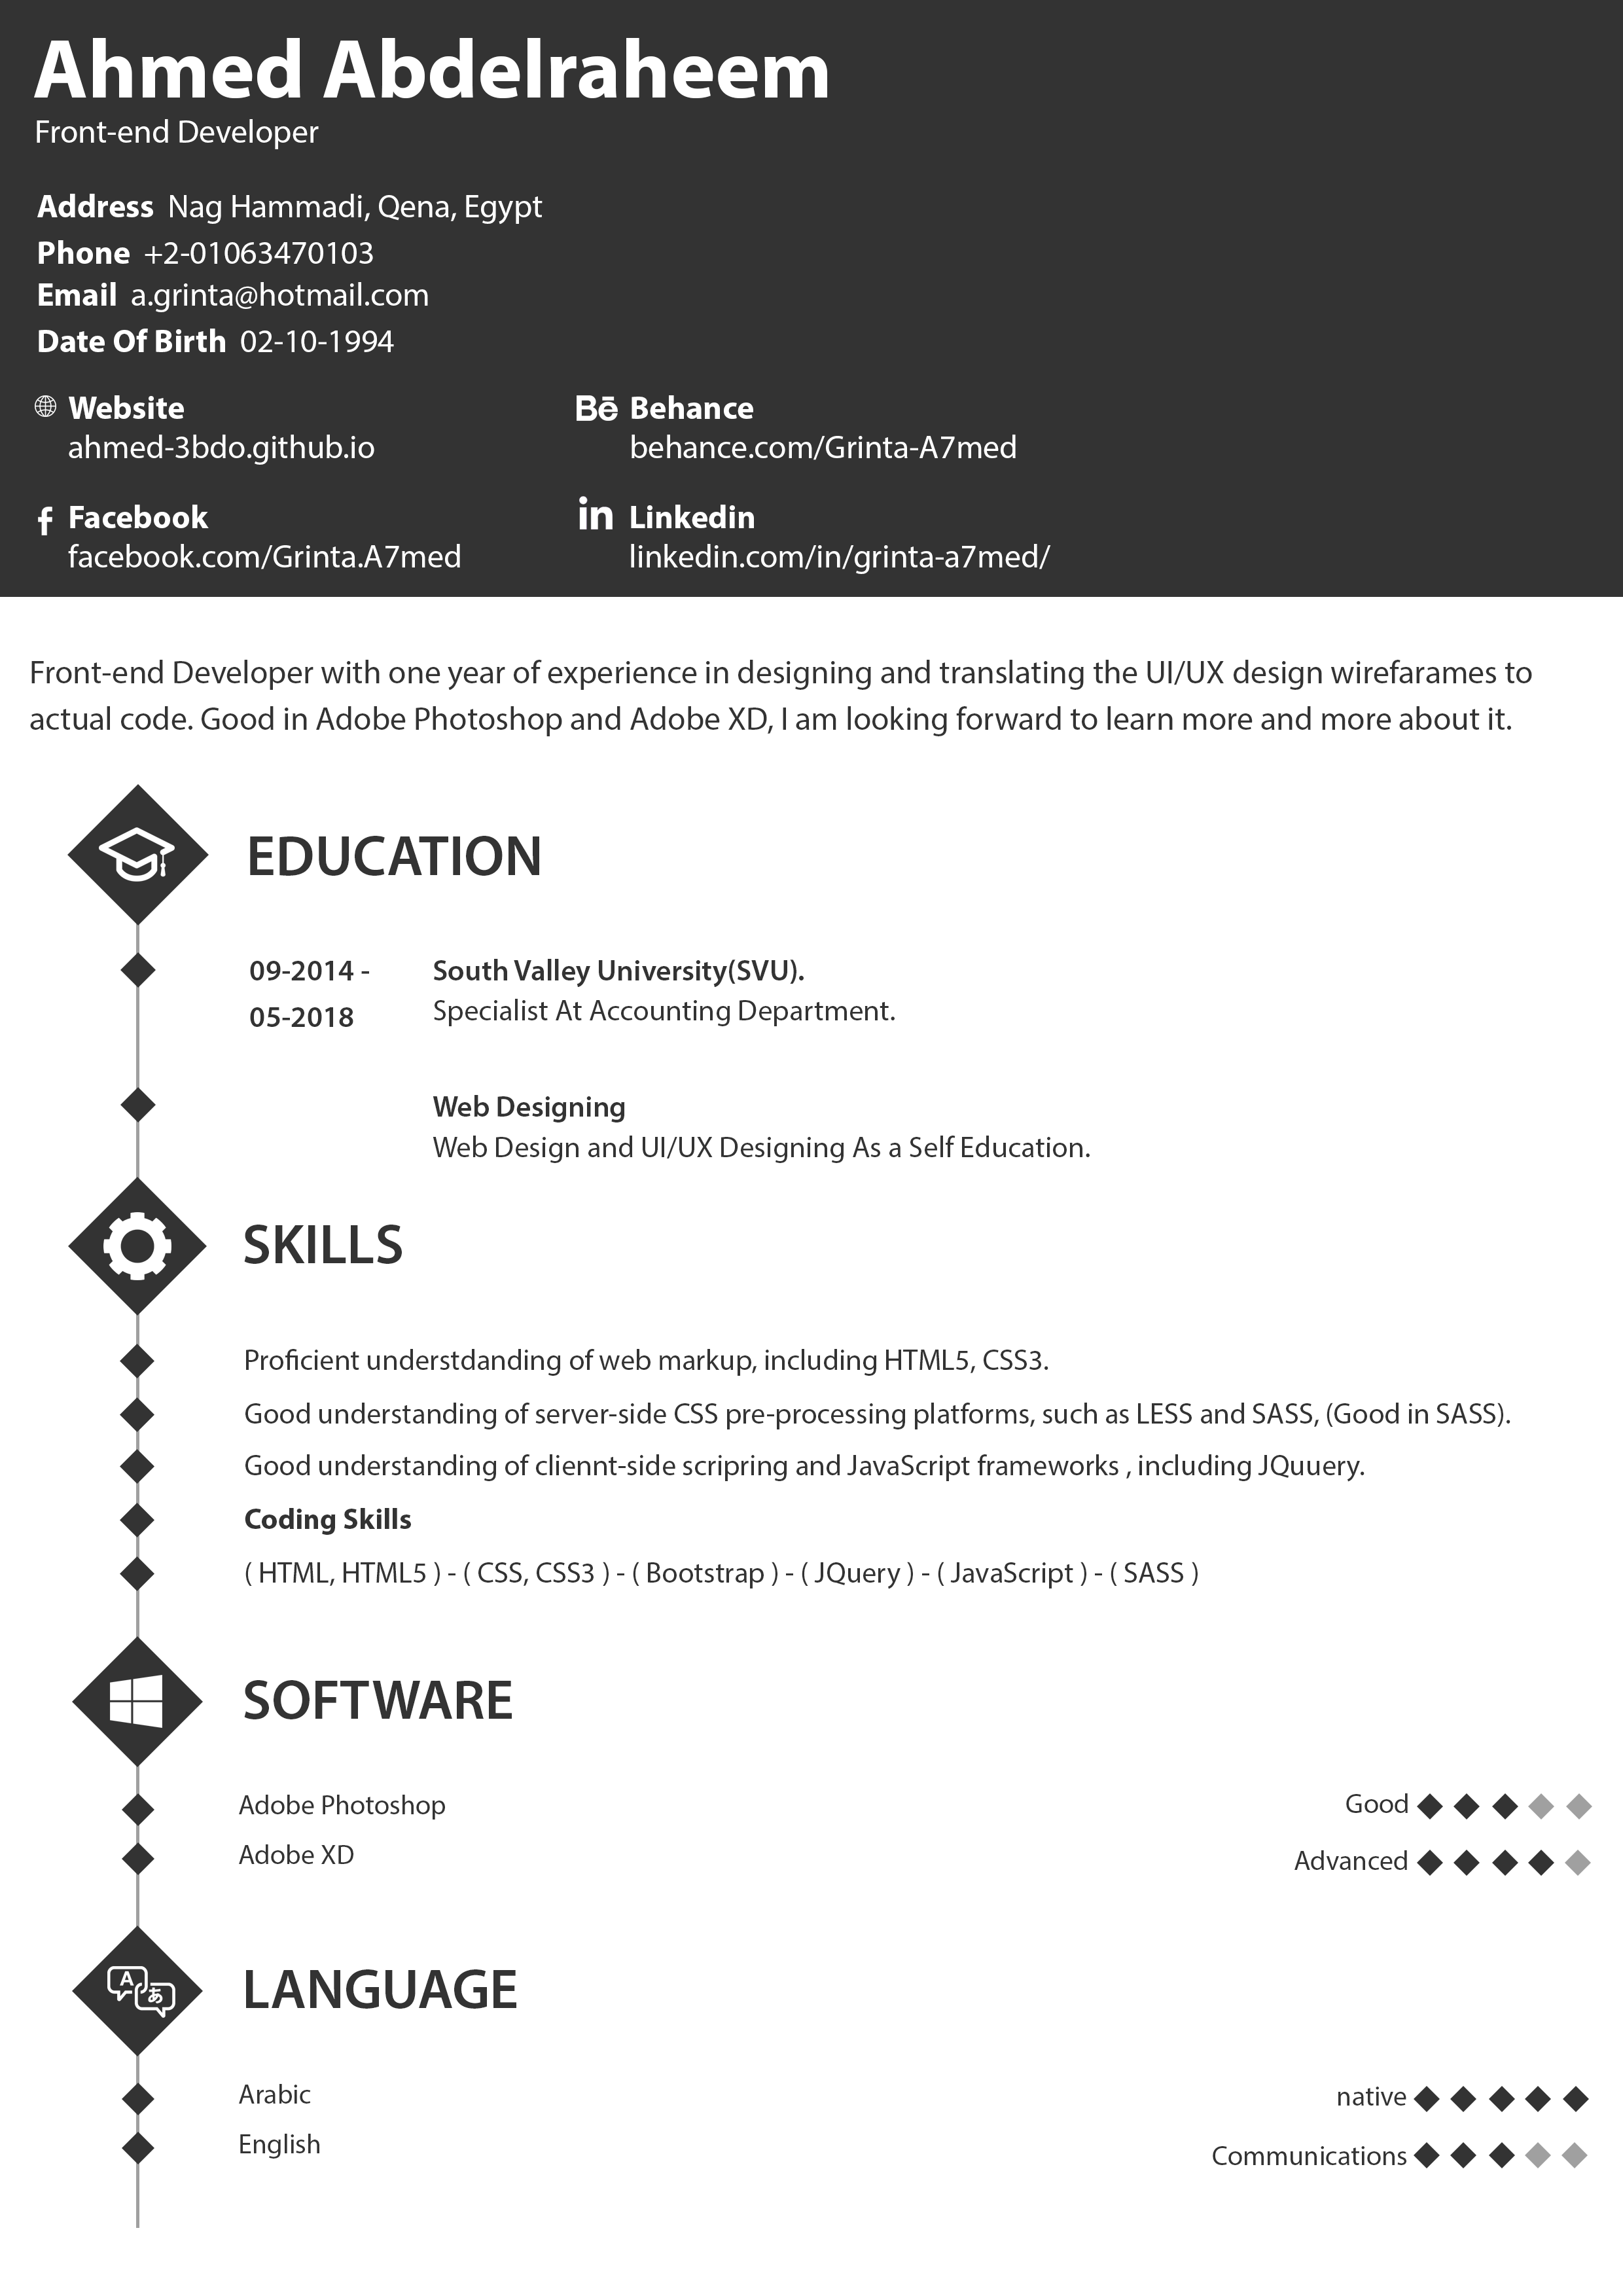 Ahmed Abdelraheem
Front-end Developer
Address Nag Hammadi, Qena, Egypt
Phone +2-01063470103
Email a.grinta@hotmail.com
Date Of Birth 02-10-1994
Website
ahmed-3bdo.github.io
Bē Behance
behance.com/Grinta-A7med
f Facebook
facebook.com/Grinta.A7med
in Linkedin
linkedin.com/in/grinta-a7med/
Front-end Developer with one year of experience in designing and translating the UI/UX design wirefarames to
actual code. Good in Adobe Photoshop and Adobe XD, I am looking forward to learn more and more about it.
EDUCATION
09-2014 -
05-2018
South Valley University(SVU).
Specialist At Accounting Department.
Web Designing
Web Design and UI/UX Designing As a Self Education.
SKILLS
Proficient understdanding of web markup, including HTML5, CSS3.
Good understanding of server-side CSS pre-processing platforms, such as LESS and SASS, (Good in SASS).
Good understanding of cliennt-side scripring and JavaScript frameworks , including JQuuery.
Coding Skills
( HTML, HTML5 ) - ( CSS, CSS3 ) - ( Bootstrap ) - ( JQuery ) - ( JavaScript ) - ( SASS )
SOFTWARE
Adobe Photoshop Good
Adobe XD Advanced
A あ LANGUAGE
Arabic native
English Communications